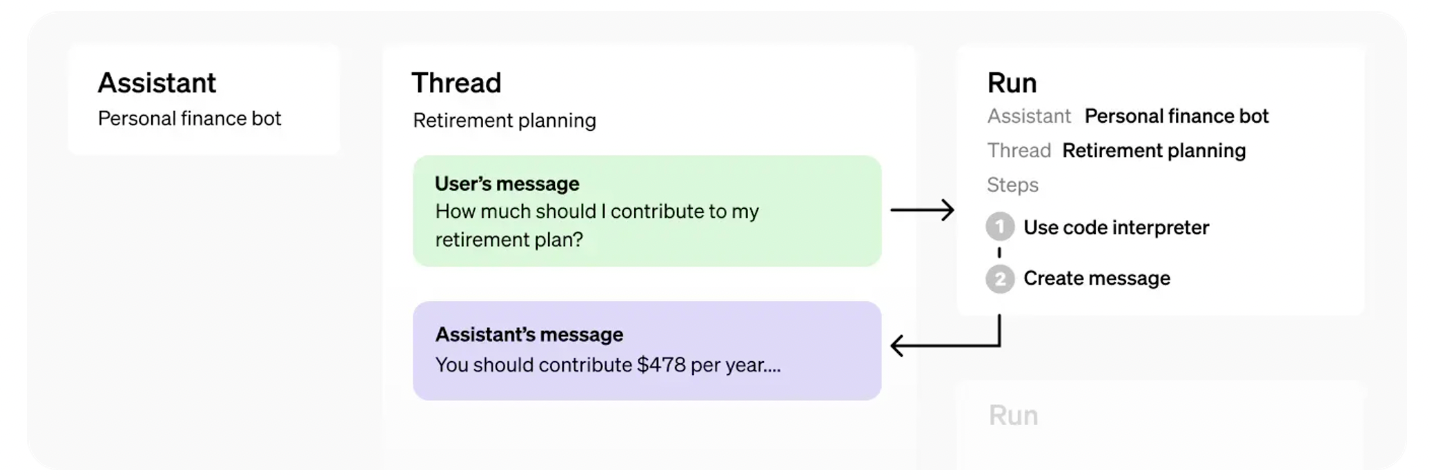 Assistant
Personal finance bot
Thread
Retirement planning
User’s message
How much should I contribute to my
retirement plan?
Assistant’s message
You should contribute $478 per year....
Run
Assistant Personal finance bot
Thread Retirement planning
Steps
1 Use code interpreter
2 Create message
Run